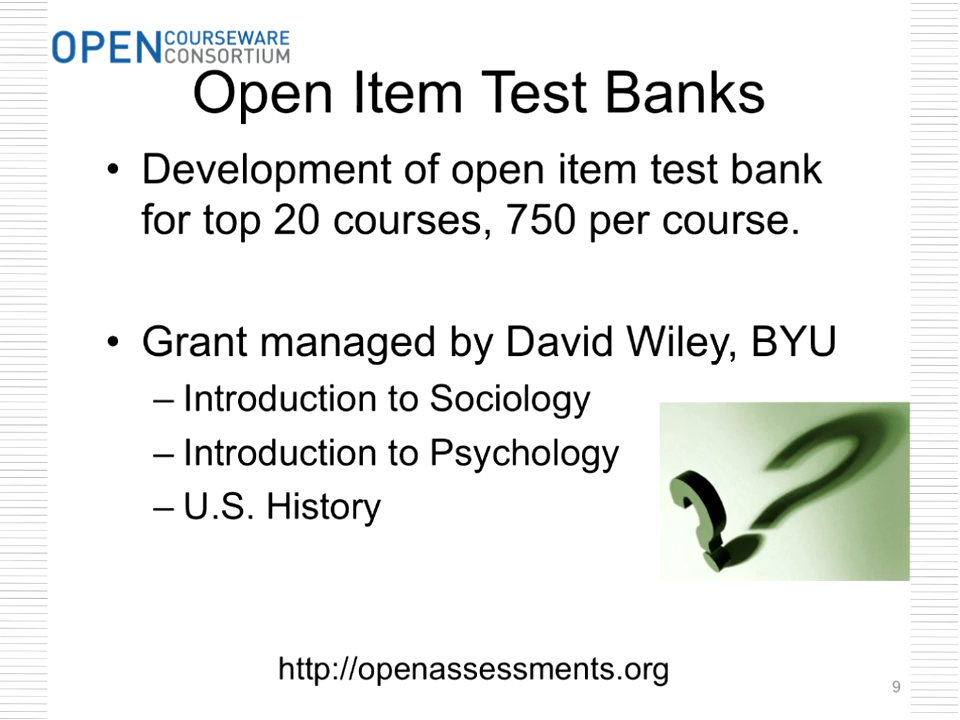 OPEN COURSEWARE
CONSORTIUM
Open Item Test Banks
• Development of open item test bank
for top 20 courses, 750 per course.
• Grant managed by David Wiley, BYU
– Introduction to Sociology
– Introduction to Psychology
– U.S. History
http://openassessments.org
9